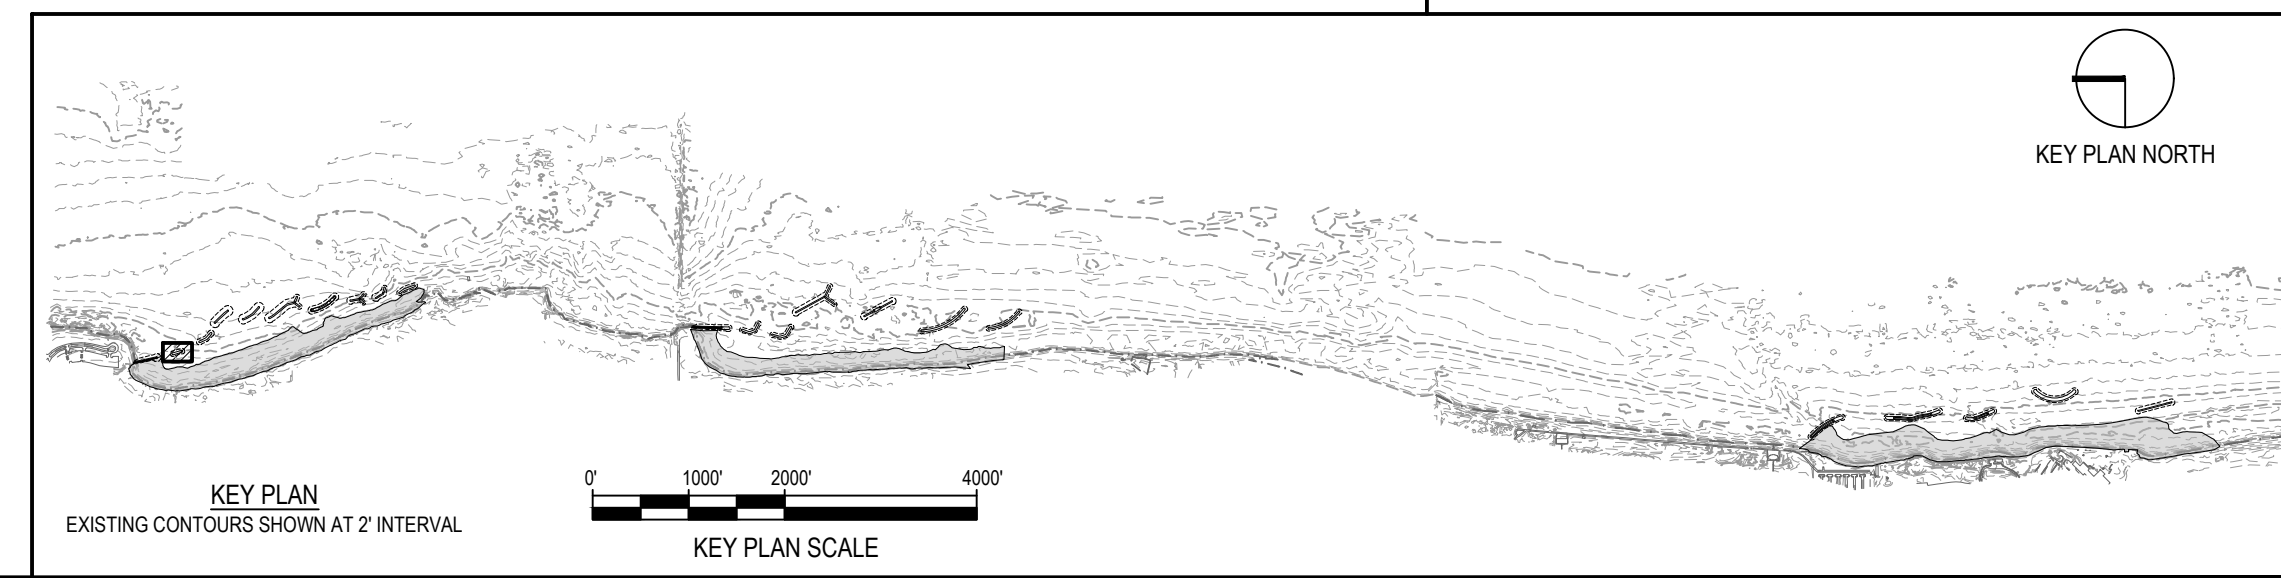 KEY PLAN NORTH
KEY PLAN
EXISTING CONTOURS SHOWN AT 2' INTERVAL
0' 1000' 2000' 4000'
KEY PLAN SCALE